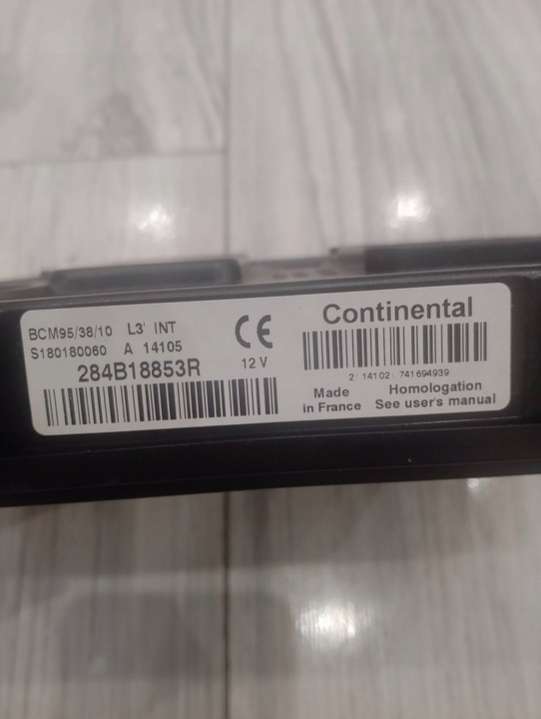 BCM95/38/10 L3' INT
S180180060 A 14105
284B18853R
CE
12 V
Continental
2: 14102: 741694939
Made
in France
Homologation
See user's manual